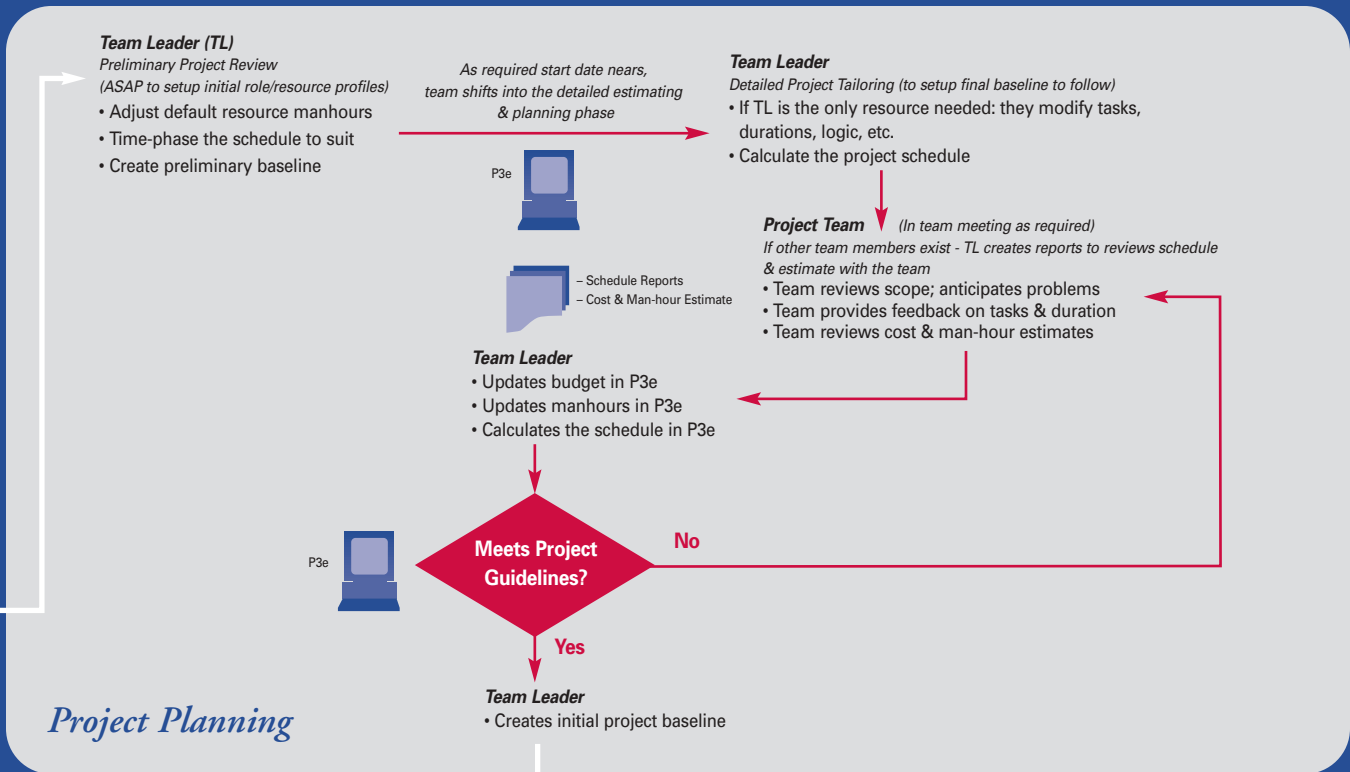 Team Leader (TL)
Preliminary Project Review
(ASAP to setup initial role/resource profiles)
• Adjust default resource manhours
• Time-phase the schedule to suit
• Create preliminary baseline
As required start date nears,
team shifts into the detailed estimating
& planning phase
P3e
Team Leader
Detailed Project Tailoring (to setup final baseline to follow)
• If TL is the only resource needed: they modify tasks,
durations, logic, etc.
• Calculate the project schedule
Project Team (In team meeting as required)
If other team members exist - TL creates reports to reviews schedule
& estimate with the team
• Team reviews scope; anticipates problems
• Team provides feedback on tasks & duration
• Team reviews cost & man-hour estimates
– Schedule Reports
– Cost & Man-hour Estimate
Team Leader
• Updates budget in P3e
• Updates manhours in P3e
• Calculates the schedule in P3e
P3e
Meets Project
Guidelines?
No
Yes
Team Leader
• Creates initial project baseline
Project Planning